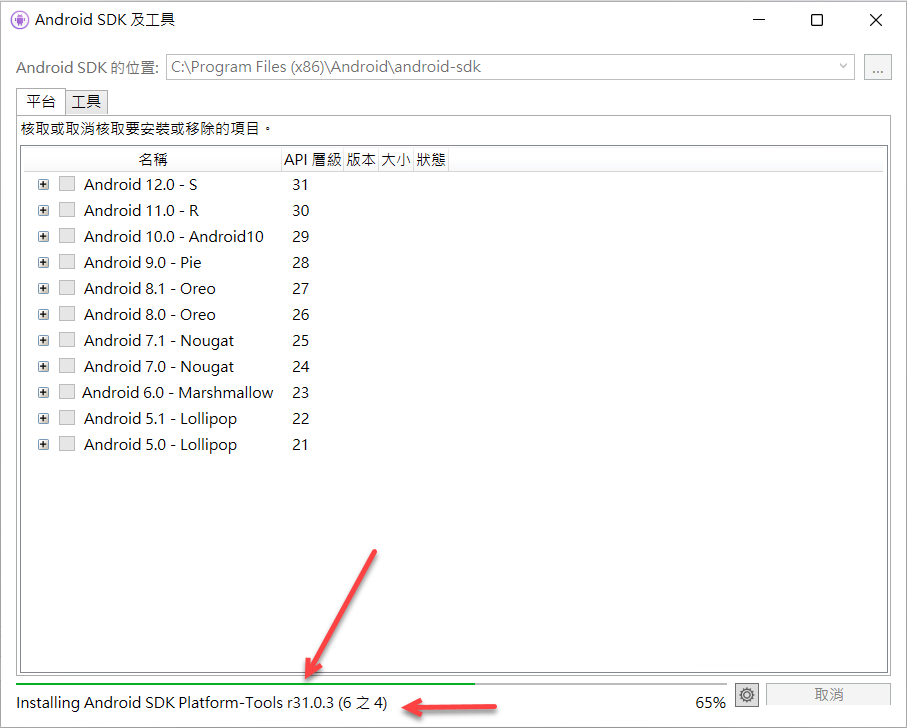 Android SDK 及工具
Android SDK 的位置: C:\Program Files (x86)\Android\android-sdk ...
平台 工具
核取或取消核取要安裝或移除的項目。
名稱 API 層級 版本 大小 狀態
Android 12.0 - S 31
Android 11.0 - R 30
Android 10.0 - Android10 29
Android 9.0 - Pie 28
Android 8.1 - Oreo 27
Android 8.0 - Oreo 26
Android 7.1 - Nougat 25
Android 7.0 - Nougat 24
Android 6.0 - Marshmallow 23
Android 5.1 - Lollipop 22
Android 5.0 - Lollipop 21
Installing Android SDK Platform-Tools r31.0.3 (6 之 4) 65% 取消